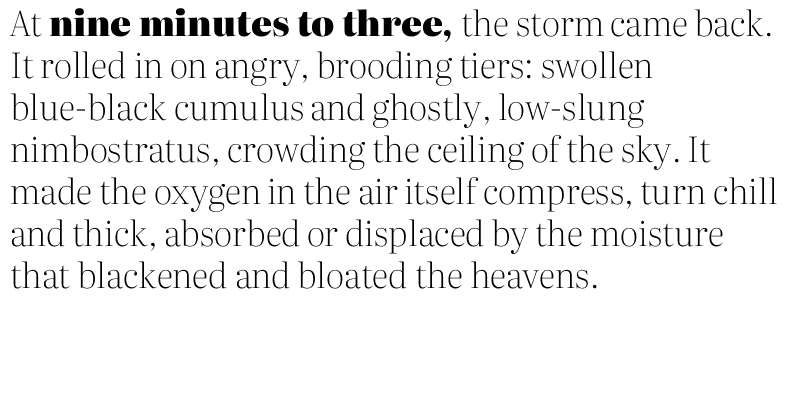 At nine minutes to three, the storm came back.
It rolled in on angry, brooding tiers: swollen
blue-black cumulus and ghostly, low-slung
nimbostratus, crowding the ceiling of the sky. It
made the oxygen in the air itself compress, turn chill
and thick, absorbed or displaced by the moisture
that blackened and bloated the heavens.